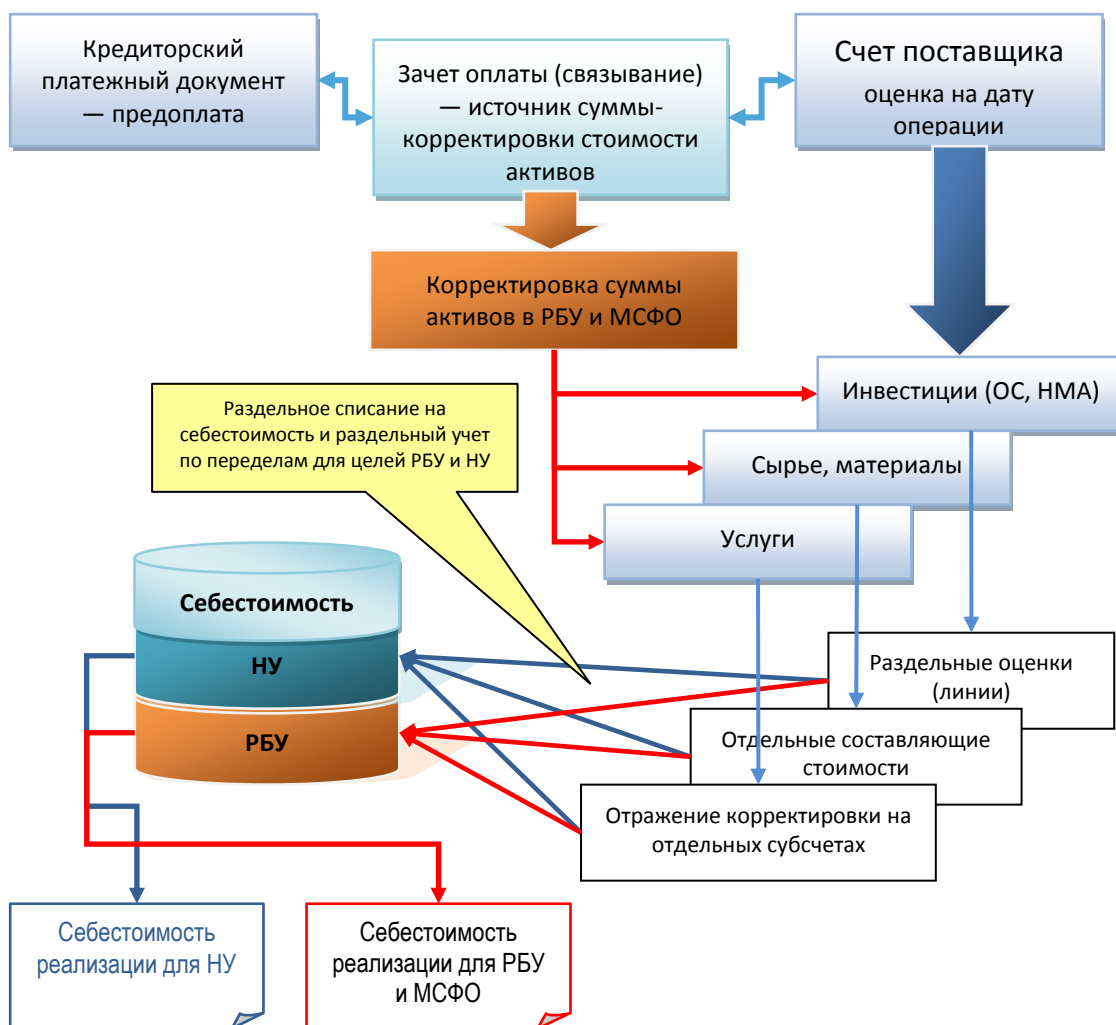 Кредиторский
платежный документ
— предоплата
Зачет оплаты (связывание)
— источник суммы-
корректировки стоимости
активов
Счет поставщика
оценка на дату
операции
Корректировка суммы
активов в РБУ и МСФО
Инвестиции (ОС, НМА)
Раздельное списание на
себестоимость и раздельный учет
по переделам для целей РБУ и НУ
Сырье, материалы
Услуги
Себестоимость
НУ
РБУ
Раздельные оценки
(линии)
Отдельные составляющие
стоимости
Отражение корректировки на
отдельных субсчетах
Себестоимость
реализации для НУ
Себестоимость
реализации для РБУ
и МСФО